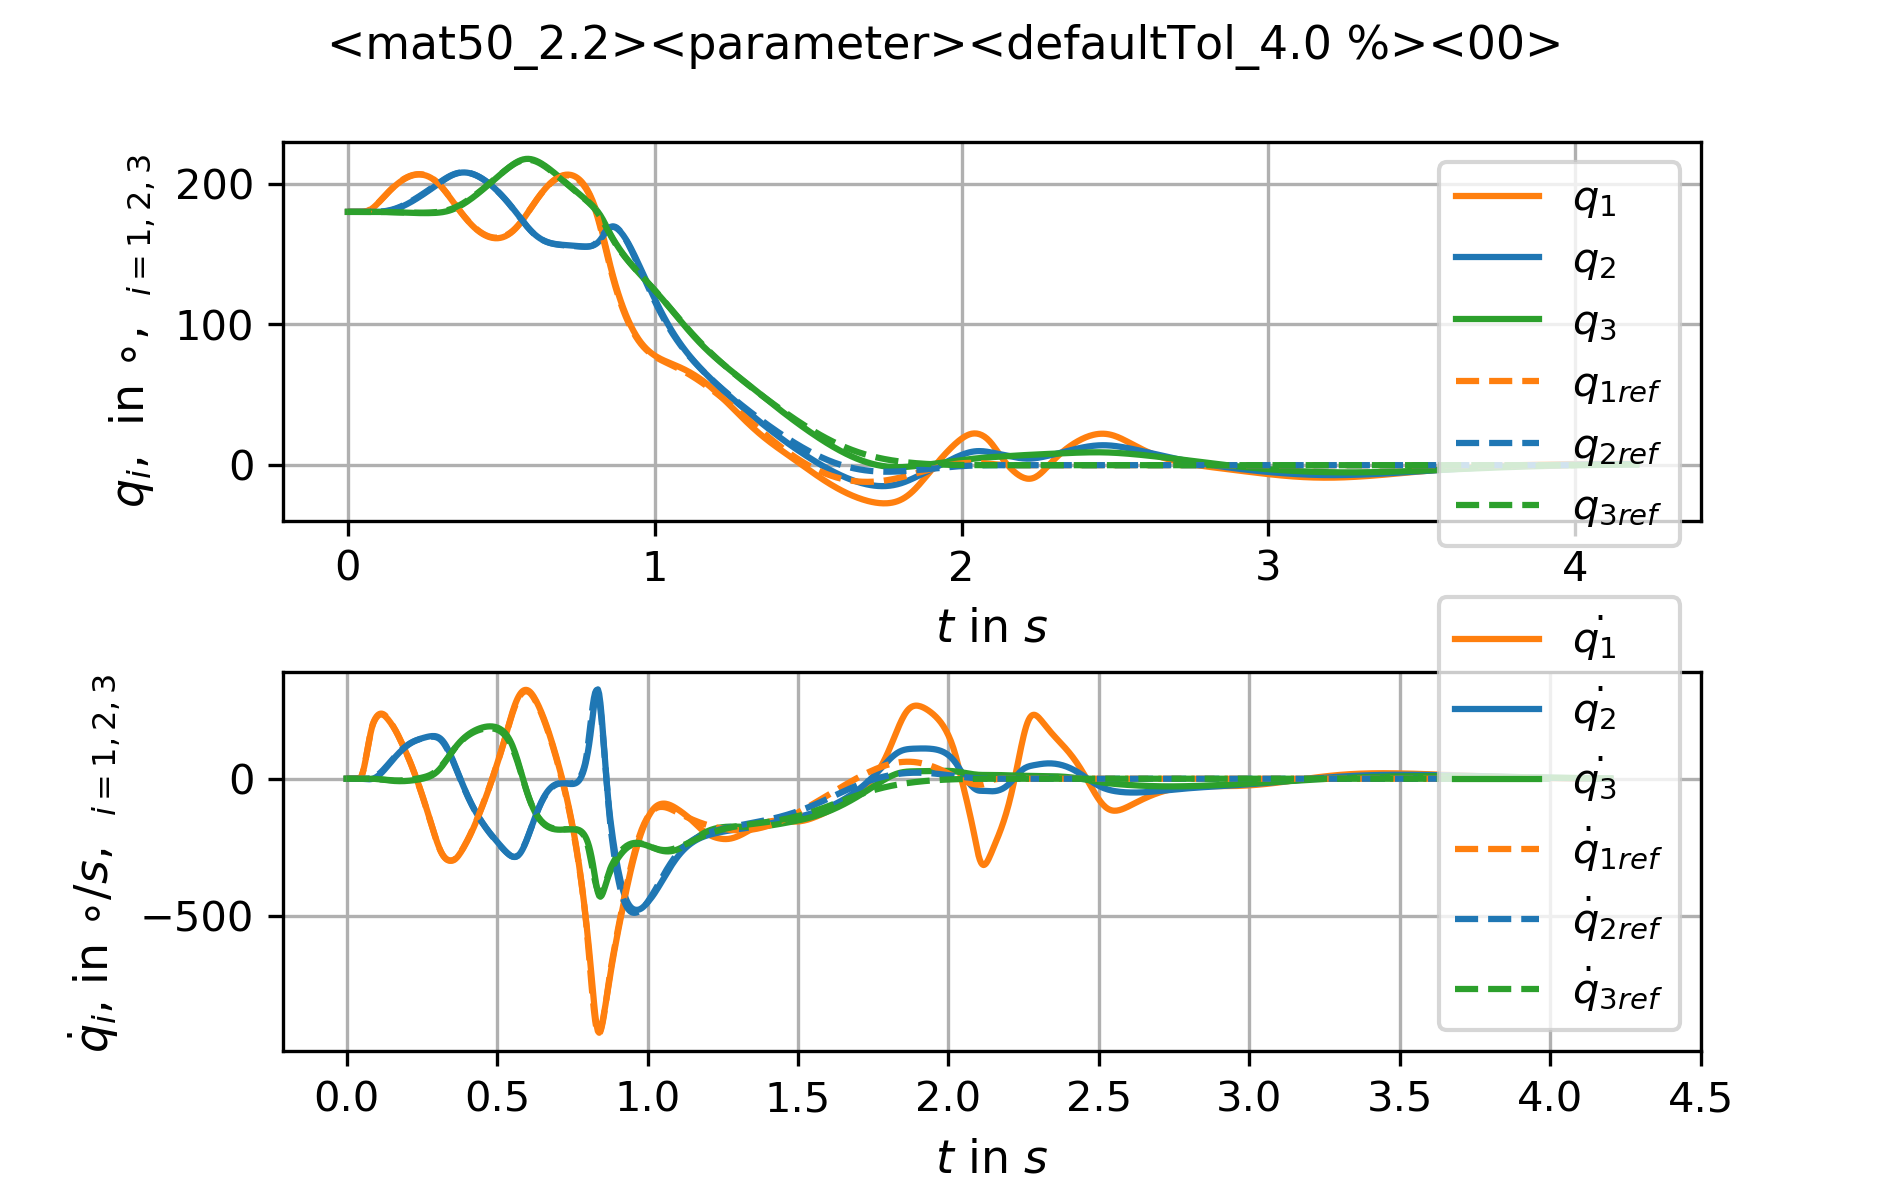 <mat50_2.2><parameter><defaultTol_4.0 %><00>
qᵢ, in °, i = 1, 2, 3
200
100
0
0 1 2 3 4
t in s
q₁
q₂
q₃
q₁ref
q₂ref
q₃ref
q̇ᵢ, in °/s, i = 1, 2, 3
0
−500
0.0 0.5 1.0 1.5 2.0 2.5 3.0 3.5 4.0 4.5
t in s
q̇₁
q̇₂
q̇₃
q̇₁ref
q̇₂ref
q̇₃ref